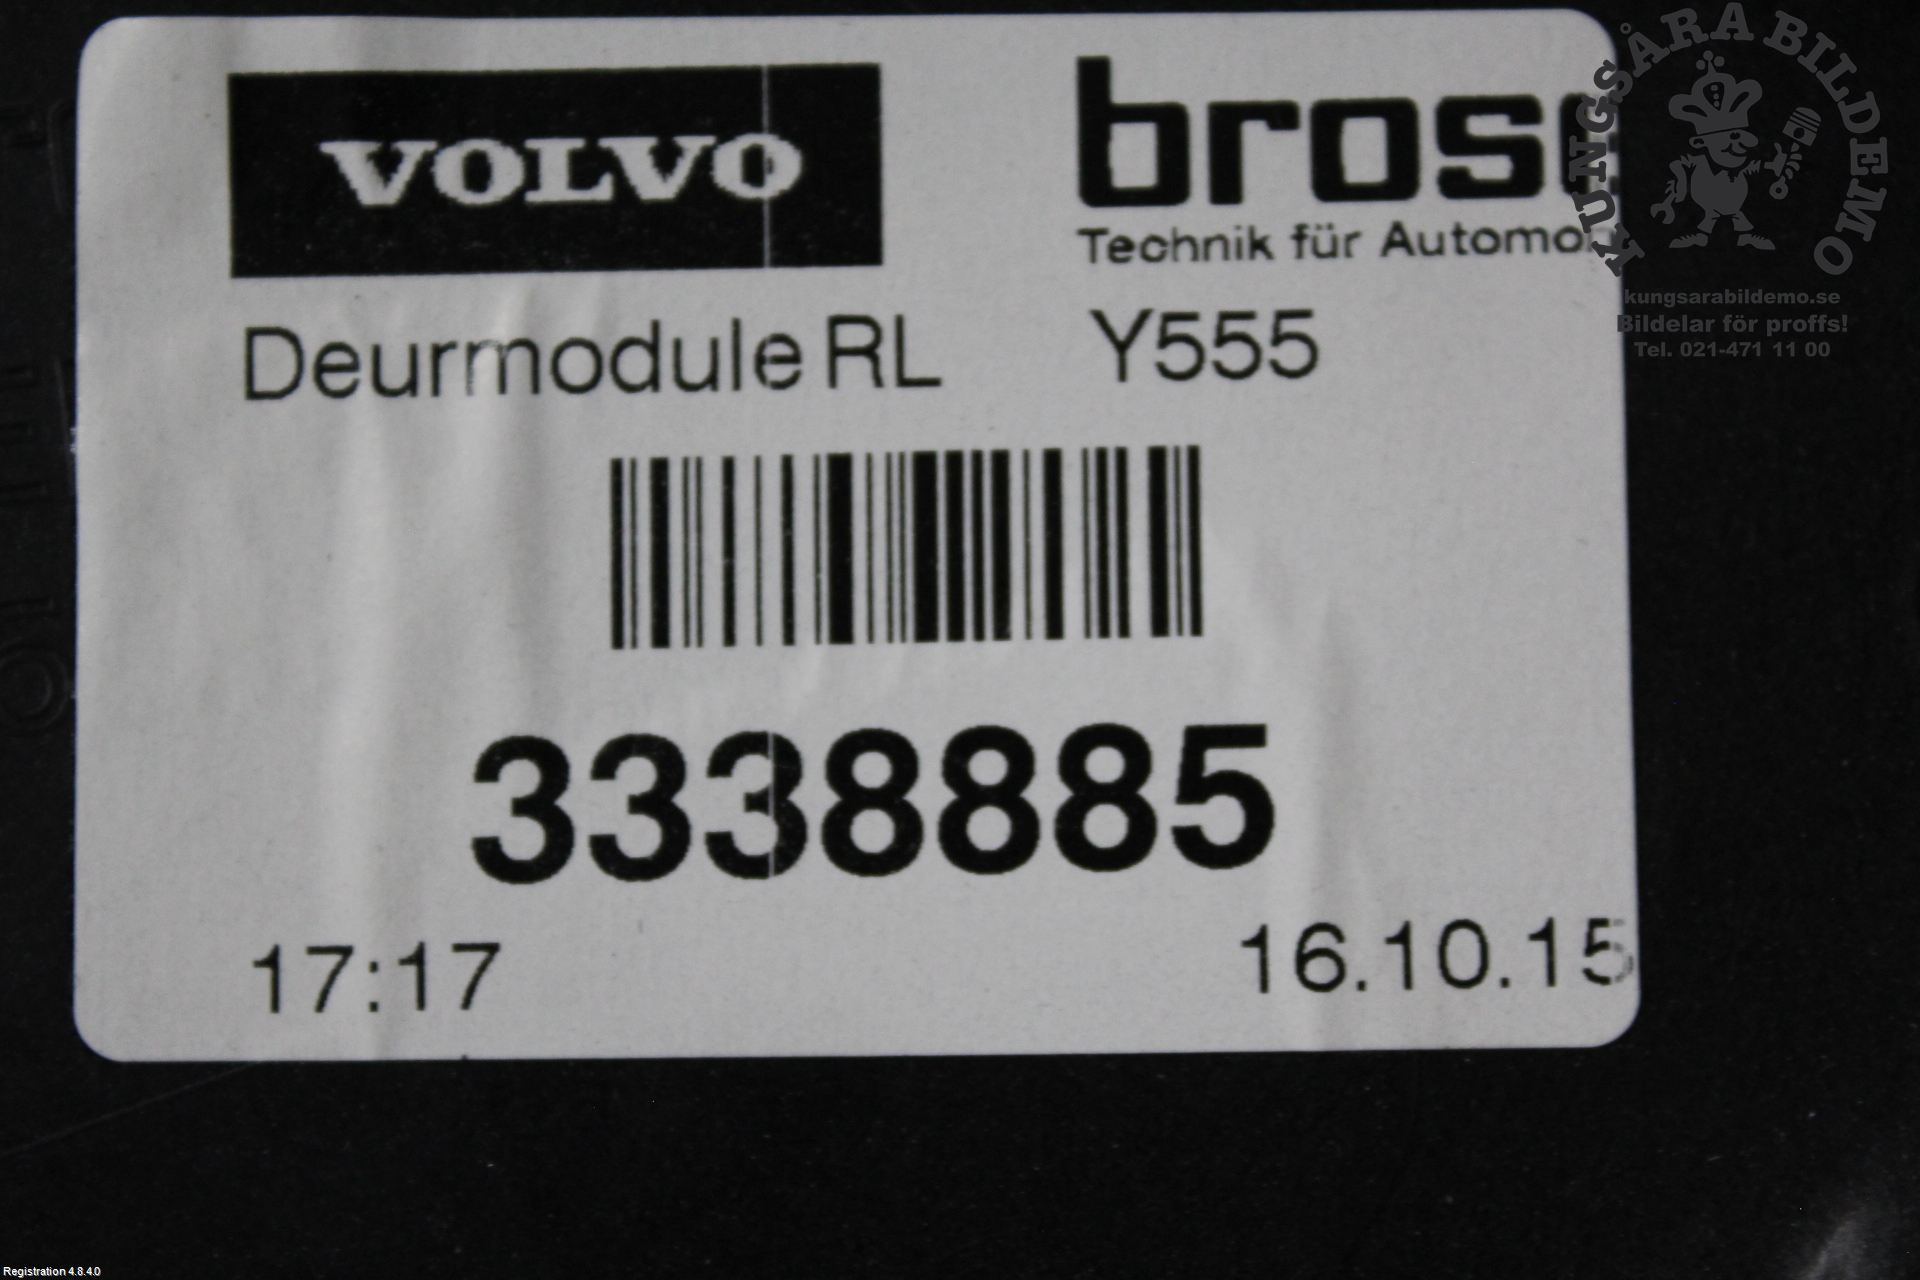 VOLVO
bros
Technik für Automo
Deurmodule RL Y555
3338885
17:17
16.10.15
KUNGSÅRA BILDEMO
kungsarabildemo.se
Bildelar för proffs!
Tel. 021-471 11 00
Registration 4.8.4.0